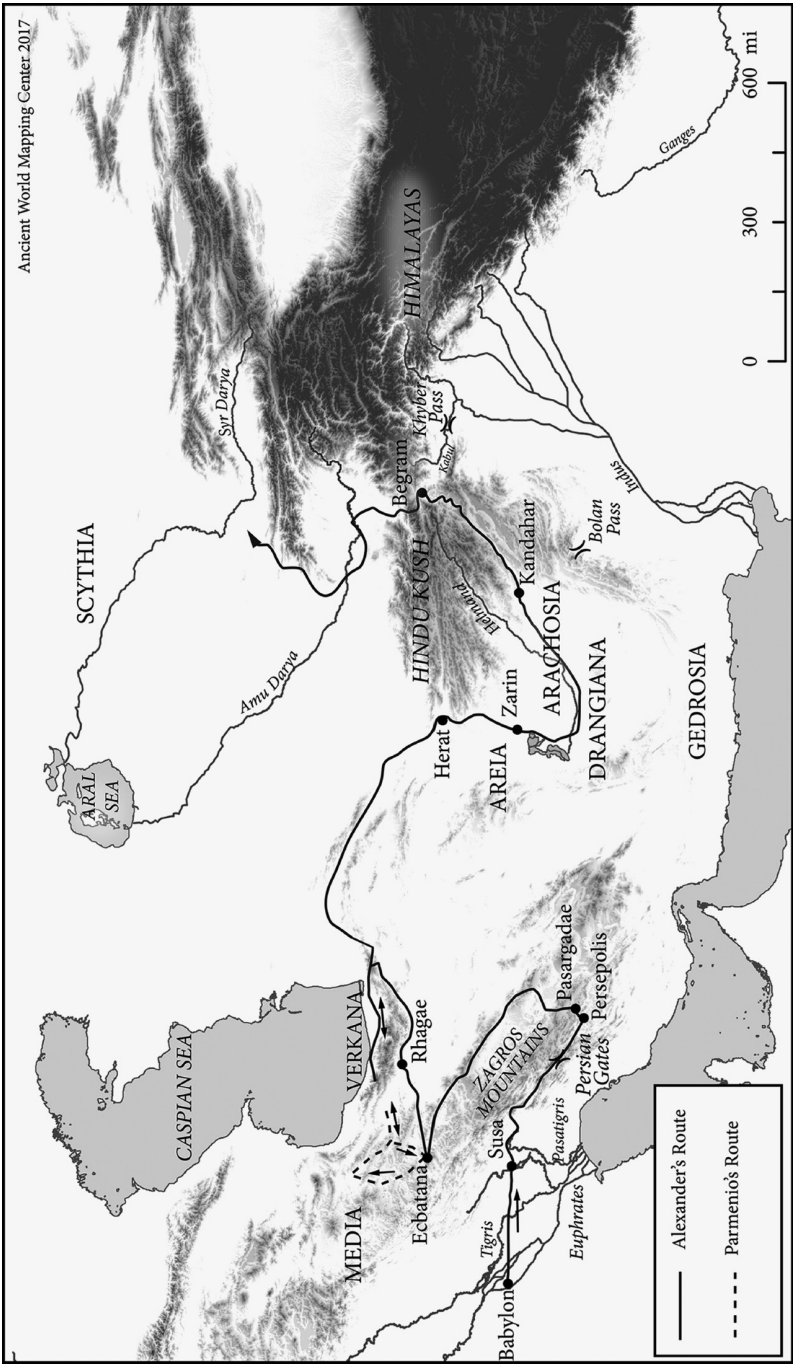 Ancient World Mapping Center 2017
SCYTHIA
ARAL
SEA
Syr Darya
Amu Darya
CASPIAN SEA
VERKANA
MEDIA
Ecbatana
Rhagae
Herat
HINDU KUSH
Begram
Khyber
Pass
Kabul
HIMALAYAS
Helmand
Zarin
AREIA
ARACHOSIA
Kandahar
DRANGIANA
Bolan
Pass
Indus
Ganges
GEDROSIA
Babylon
Tigris
Euphrates
Susa
Pasatigris
ZAGROS
MOUNTAINS
Persian
Gates
Pasargadae
Persepolis
Alexander's Route
Parmenio's Route
0 300 600 mi